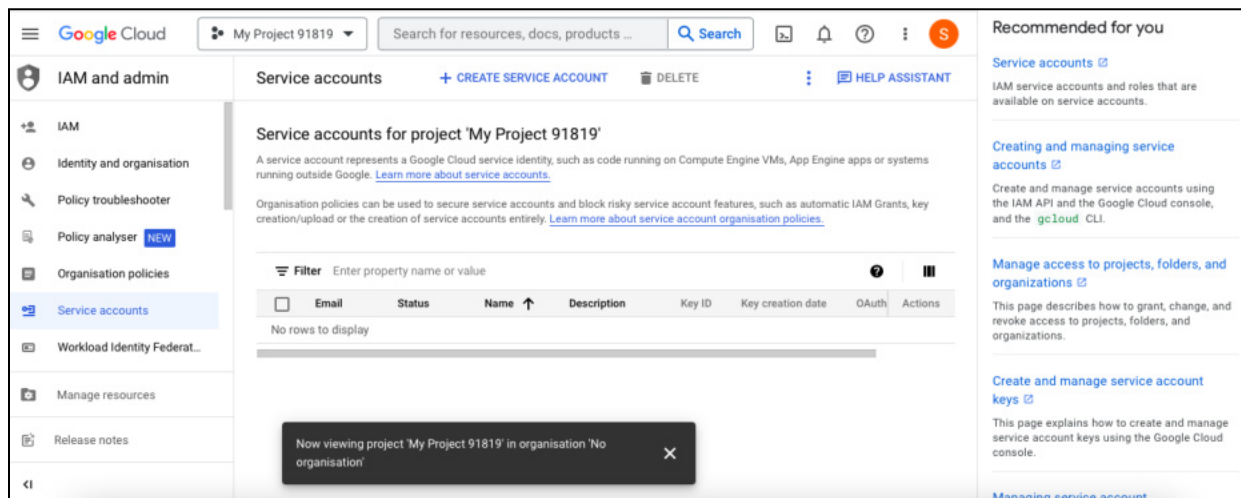 Google Cloud
My Project 91819
Search for resources, docs, products ...
Search
S
IAM and admin
IAM
Identity and organisation
Policy troubleshooter
Policy analyser NEW
Organisation policies
Service accounts
Workload Identity Federat...
Manage resources
Release notes
Service accounts
+ CREATE SERVICE ACCOUNT
DELETE
HELP ASSISTANT
Service accounts for project 'My Project 91819'
A service account represents a Google Cloud service identity, such as code running on Compute Engine VMs, App Engine apps or systems
running outside Google. Learn more about service accounts.
Organisation policies can be used to secure service accounts and block risky service account features, such as automatic IAM Grants, key
creation/upload or the creation of service accounts entirely. Learn more about service account organisation policies.
Filter Enter property name or value
Email Status Name Description Key ID Key creation date OAuth Actions
No rows to display
Now viewing project 'My Project 91819' in organisation 'No
organisation'
Recommended for you
Service accounts
IAM service accounts and roles that are
available on service accounts.
Creating and managing service
accounts
Create and manage service accounts using
the IAM API and the Google Cloud console,
and the gcloud CLI.
Manage access to projects, folders, and
organizations
This page describes how to grant, change, and
revoke access to projects, folders, and
organizations.
Create and manage service account
keys
This page explains how to create and manage
service account keys using the Google Cloud
console.
Managing service account